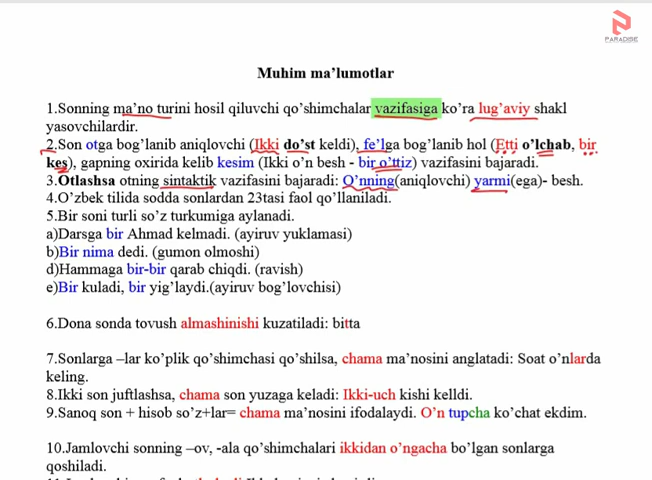 PARADISE
Muhim ma'lumotlar
1.Sonning ma'no turini hosil qiluvchi qo'shimchalar vazifasiga ko'ra lug'aviy shakl
yasovchilardir.
2.Son otga bog'lanib aniqlovchi (Ikki do'st keldi), fe'lga bog'lanib hol (Etti o'lchab, bir
kes), gapning oxirida kelib kesim (Ikki o'n besh - bir o'ttiz) vazifasini bajaradi.
3.Otlashsa otning sintaktik vazifasini bajaradi: O'nning(aniqlovchi) yarmi(ega)- besh.
4.O'zbek tilida sodda sonlardan 23tasi faol qo'llaniladi.
5.Bir soni turli so'z turkumiga aylanadi.
a)Darsga bir Ahmad kelmadi. (ayiruv yuklamasi)
b)Bir nima dedi. (gumon olmoshi)
d)Hammaga bir-bir qarab chiqdi. (ravish)
e)Bir kuladi, bir yig'laydi.(ayiruv bog'lovchisi)
6.Dona sonda tovush almashinishi kuzatiladi: bitta
7.Sonlarga –lar ko'plik qo'shimchasi qo'shilsa, chama ma'nosini anglatadi: Soat o'nlarda
keling.
8.Ikki son juftlashsa, chama son yuzaga keladi: Ikki-uch kishi kelldi.
9.Sanoq son + hisob so'z+lar= chama ma'nosini ifodalaydi. O'n tupcha ko'chat ekdim.
10.Jamlovchi sonning –ov, -ala qo'shimchalari ikkidan o'ngacha bo'lgan sonlarga
qoshiladi.